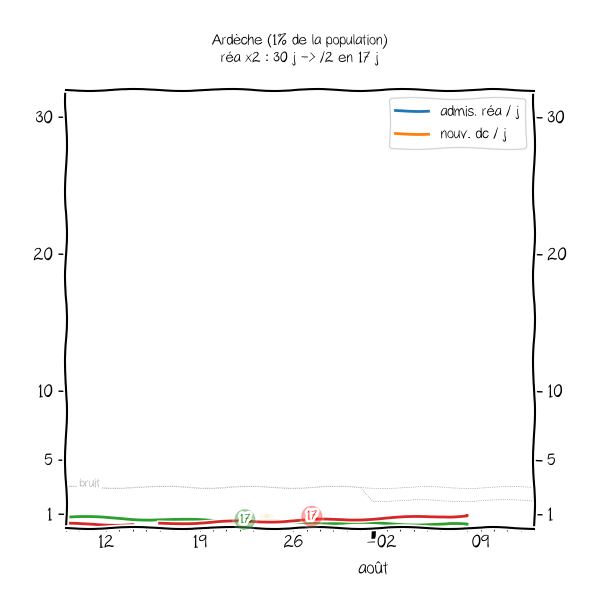 Ardèche (1% de la population)
réa x2 : 30 j -> /2 en 17 j
admis. réa / j
nouv. dc / j
30 30
20 20
10 10
5 5
bruit
1 17 17 1
12 19 26 02 09
août